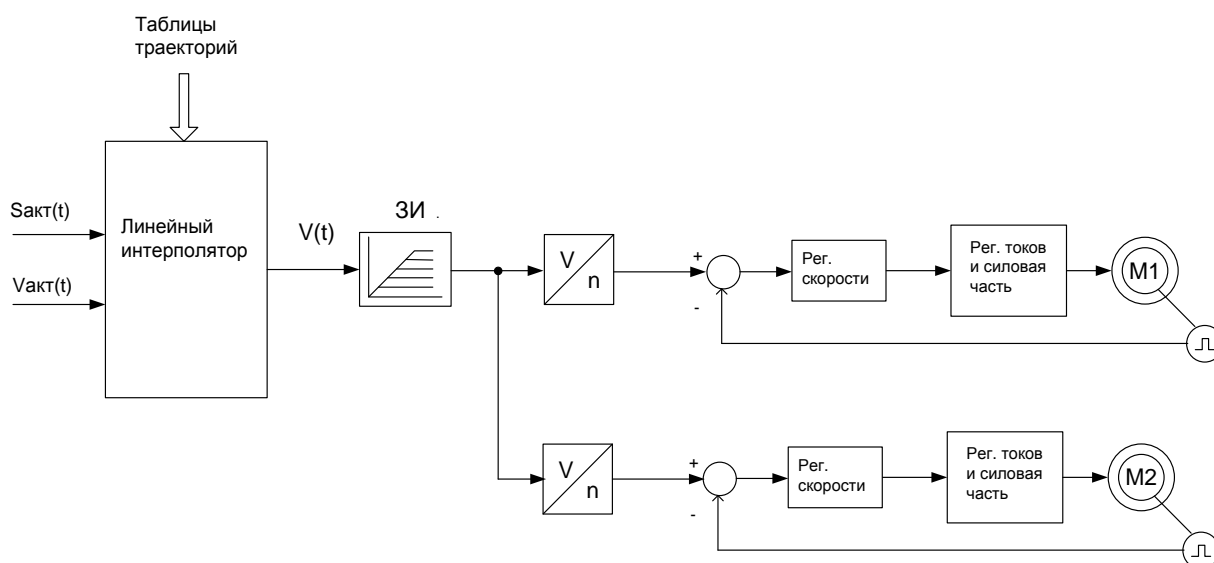 Таблицы
траекторий
Sакт(t)
Vакт(t)
Линейный
интерполятор
V(t)
ЗИ .
V
n
+
-
Рег.
скорости
Рег. токов
и силовая
часть
M1
V
n
+
-
Рег.
скорости
Рег. токов
и силовая
часть
M2